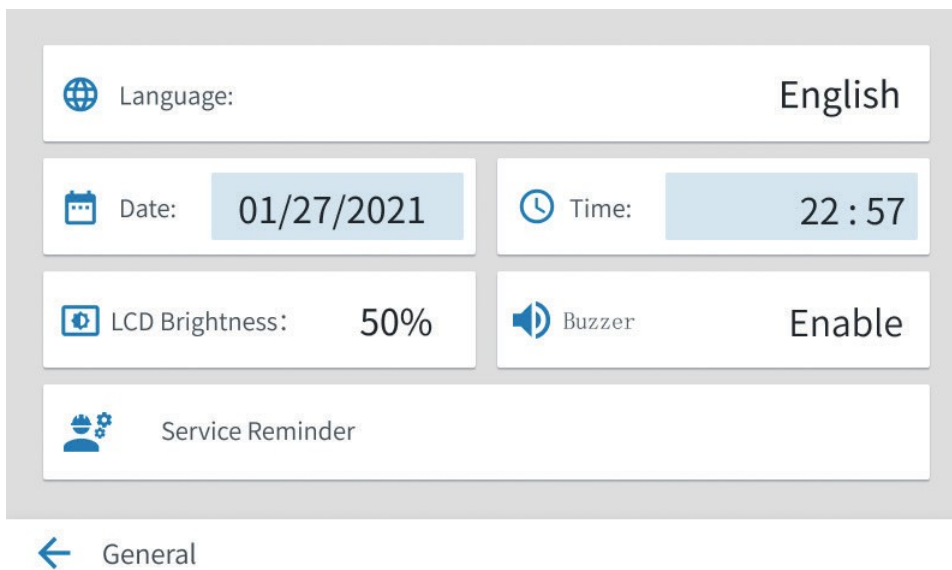 Language: English
Date: 01/27/2021 Time: 22 : 57
LCD Brightness: 50% Buzzer Enable
Service Reminder
General